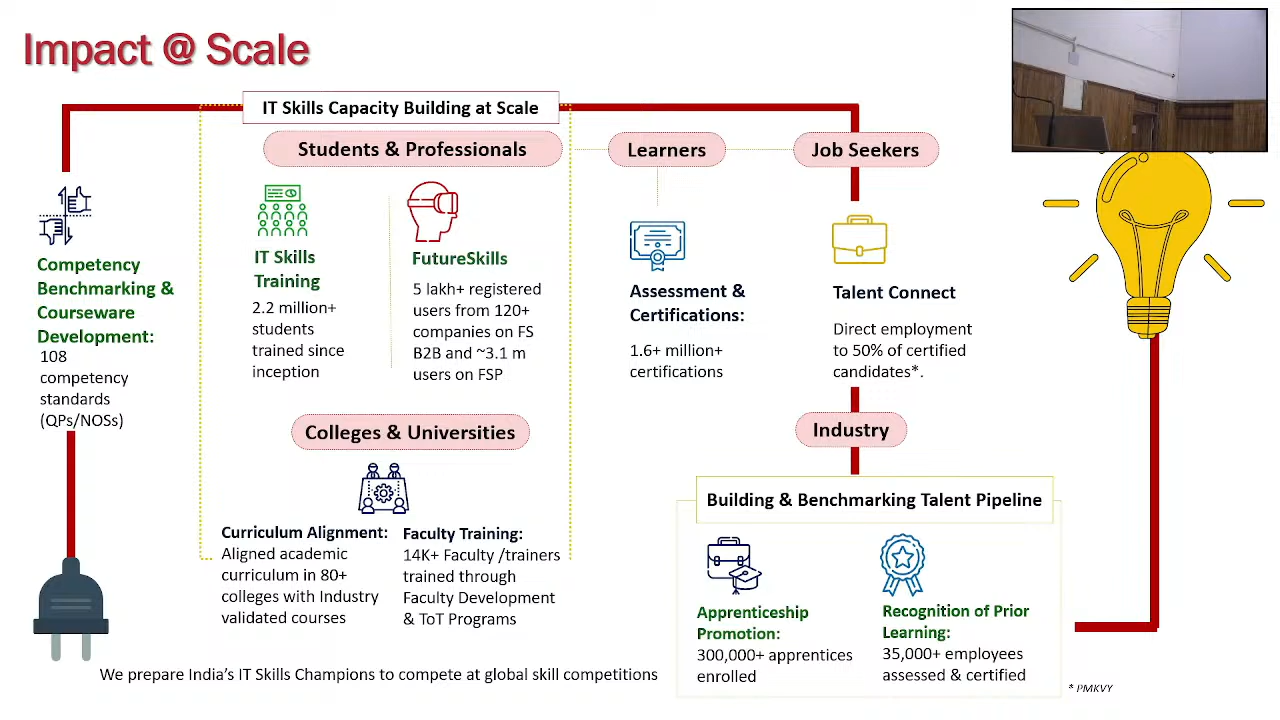 Impact @ Scale
IT Skills Capacity Building at Scale
Students & Professionals
Learners
Job Seekers
Competency
Benchmarking &
Courseware
Development:
108
competency
standards
(QPs/NOSs)
IT Skills
Training
2.2 million+
students
trained since
inception
FutureSkills
5 lakh+ registered
users from 120+
companies on FS
B2B and ~3.1 m
users on FSP
Assessment &
Certifications:
1.6+ million+
certifications
Talent Connect
Direct employment
to 50% of certified
candidates*.
Colleges & Universities
Curriculum Alignment:
Aligned academic
curriculum in 80+
colleges with Industry
validated courses
Faculty Training:
14K+ Faculty /trainers
trained through
Faculty Development
& ToT Programs
Industry
Building & Benchmarking Talent Pipeline
Apprenticeship
Promotion:
300,000+ apprentices
enrolled
Recognition of Prior
Learning:
35,000+ employees
assessed & certified
We prepare India's IT Skills Champions to compete at global skill competitions
* PMKVY